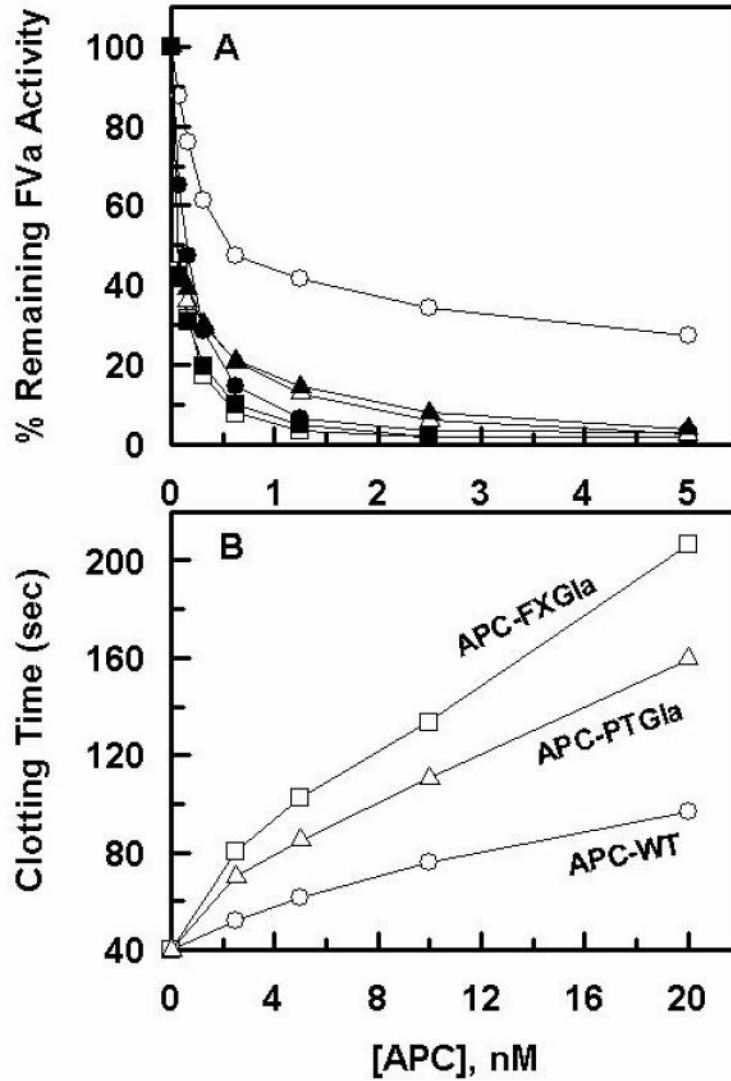 A
% Remaining FVa Activity
100
80
60
40
20
0
0 1 2 3 4 5
B
Clotting Time (sec)
200
160
120
80
40
APC-FXGla
APC-PTGla
APC-WT
0 4 8 12 16 20
[APC], nM